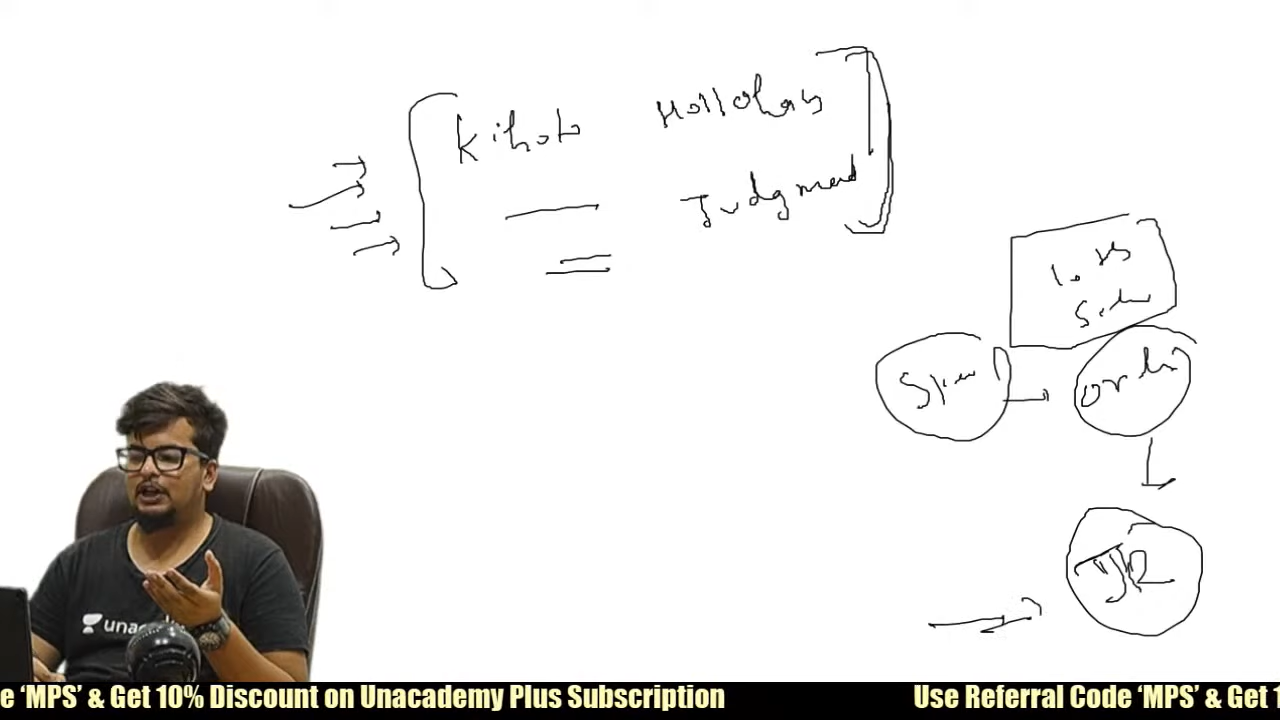 Kihoto Hollohan
Judgment
10th
Sch
order
JR
unac
e ‘MPS’ & Get 10% Discount on Unacademy Plus Subscription
Use Referral Code ‘MPS’ & Get 1